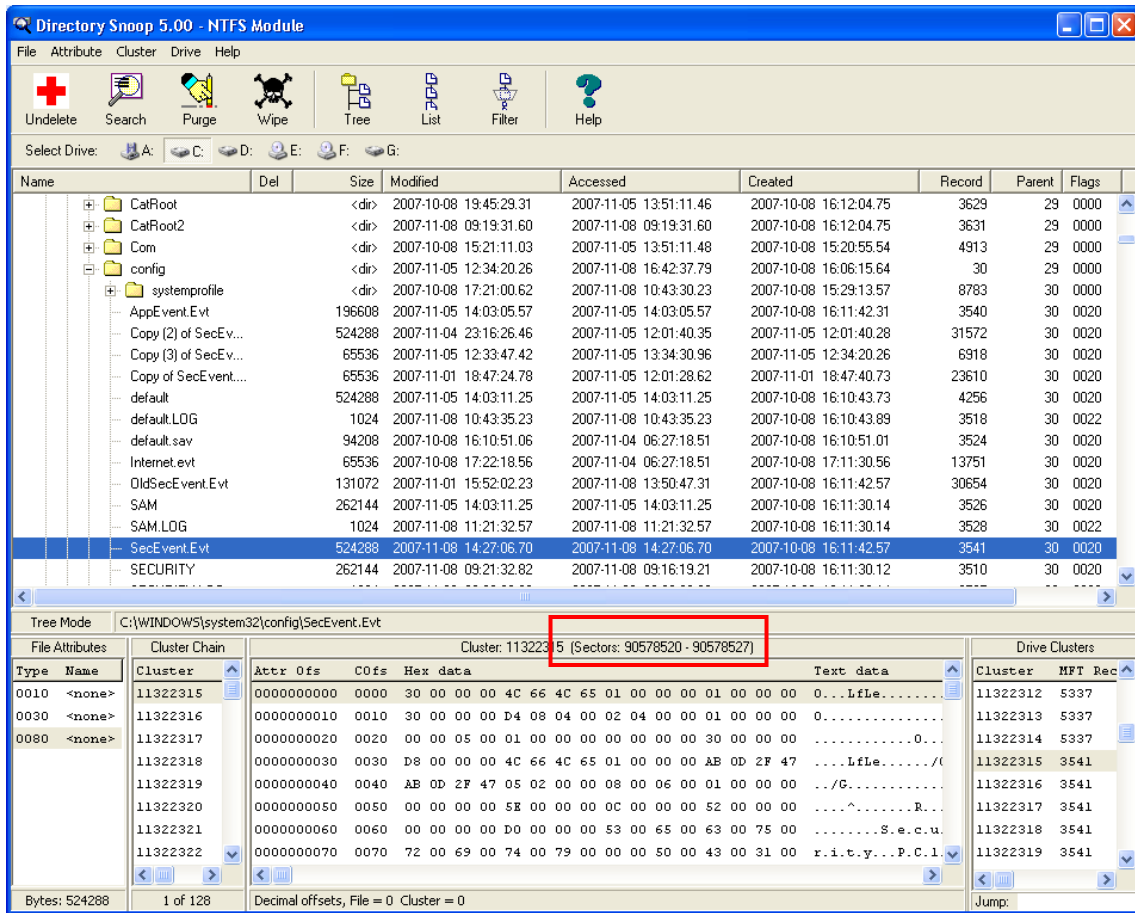 Directory Snoop 5.00 - NTFS Module
File Attribute Cluster Drive Help
Undelete Search Purge Wipe Tree List Filter Help
Select Drive: A: C: D: E: F: G:
Name Del Size Modified Accessed Created Record Parent Flags
CatRoot <dir> 2007-10-08 19:45:29.31 2007-11-05 13:51:11.46 2007-10-08 16:12:04.75 3629 29 0000
CatRoot2 <dir> 2007-11-08 09:19:31.60 2007-11-08 09:19:31.60 2007-10-08 16:12:04.75 3631 29 0000
Com <dir> 2007-10-08 15:21:11.03 2007-11-05 13:51:11.48 2007-10-08 15:20:55.54 4913 29 0000
config <dir> 2007-11-05 12:34:20.26 2007-11-08 16:42:37.79 2007-10-08 16:06:15.64 30 29 0000
systemprofile <dir> 2007-10-08 17:21:00.62 2007-11-08 10:43:30.23 2007-10-08 15:29:13.57 8783 30 0000
AppEvent.Evt 196608 2007-11-05 14:03:05.57 2007-11-05 14:03:05.57 2007-10-08 16:11:42.31 3540 30 0020
Copy (2) of SecEv... 524288 2007-11-04 23:16:26.46 2007-11-05 12:01:40.35 2007-11-05 12:01:40.28 31572 30 0020
Copy (3) of SecEv... 65536 2007-11-05 12:33:47.42 2007-11-05 13:34:30.96 2007-11-05 12:34:20.26 6918 30 0020
Copy of SecEvent.... 65536 2007-11-01 18:47:24.78 2007-11-05 12:01:28.62 2007-11-01 18:47:40.73 23610 30 0020
default 524288 2007-11-05 14:03:11.25 2007-11-05 14:03:11.25 2007-10-08 16:10:43.73 4256 30 0020
default.LOG 1024 2007-11-08 10:43:35.23 2007-11-08 10:43:35.23 2007-10-08 16:10:43.89 3518 30 0022
default.sav 94208 2007-10-08 16:10:51.06 2007-11-04 06:27:18.51 2007-10-08 16:10:51.01 3524 30 0020
Internet.evt 65536 2007-10-08 17:22:18.56 2007-11-04 06:27:18.51 2007-10-08 17:11:30.56 13751 30 0020
OldSecEvent.Evt 131072 2007-11-01 15:52:02.23 2007-11-08 13:50:47.31 2007-10-08 16:11:42.57 30654 30 0020
SAM 262144 2007-11-05 14:03:11.25 2007-11-05 14:03:11.25 2007-10-08 16:11:30.14 3526 30 0020
SAM.LOG 1024 2007-11-08 11:21:32.57 2007-11-08 11:21:32.57 2007-10-08 16:11:30.14 3528 30 0022
SecEvent.Evt 524288 2007-11-08 14:27:06.70 2007-11-08 14:27:06.70 2007-10-08 16:11:42.57 3541 30 0020
SECURITY 262144 2007-11-08 09:21:32.82 2007-11-08 09:16:19.21 2007-10-08 16:11:30.12 3510 30 0020
Tree Mode C:\WINDOWS\system32\config\SecEvent.Evt
File Attributes Cluster Chain Cluster: 11322315 (Sectors: 90578520 - 90578527) Drive Clusters
Type Name Cluster Attr Ofs COfs Hex data Text data Cluster MFT Rec
0010 <none> 11322315 0000000000 0000 30 00 00 00 4C 66 4C 65 01 00 00 00 01 00 00 00 0...LfLe........ 11322312 5337
0030 <none> 11322316 0000000010 0010 30 00 00 00 D4 08 04 00 02 04 00 00 01 00 00 00 0............... 11322313 5337
0080 <none> 11322317 0000000020 0020 00 00 05 00 01 00 00 00 00 00 00 00 30 00 00 00 ............0... 11322314 5337
11322318 0000000030 0030 D8 00 00 00 4C 66 4C 65 01 00 00 00 AB 0D 2F 47 ....LfLe....../G 11322315 3541
11322319 0000000040 0040 AB 0D 2F 47 05 02 00 00 08 00 06 00 01 00 00 00 ../G............ 11322316 3541
11322320 0000000050 0050 00 00 00 00 5E 00 00 00 0C 00 00 00 52 00 00 00 ....^.......R... 11322317 3541
11322321 0000000060 0060 00 00 00 00 D0 00 00 00 53 00 65 00 63 00 75 00 ........S.e.c.u. 11322318 3541
11322322 0000000070 0070 72 00 69 00 74 00 79 00 00 00 50 00 43 00 31 00 r.i.t.y...P.C.1. 11322319 3541
Bytes: 524288 1 of 128 Decimal offsets, File = 0 Cluster = 0 Jump: